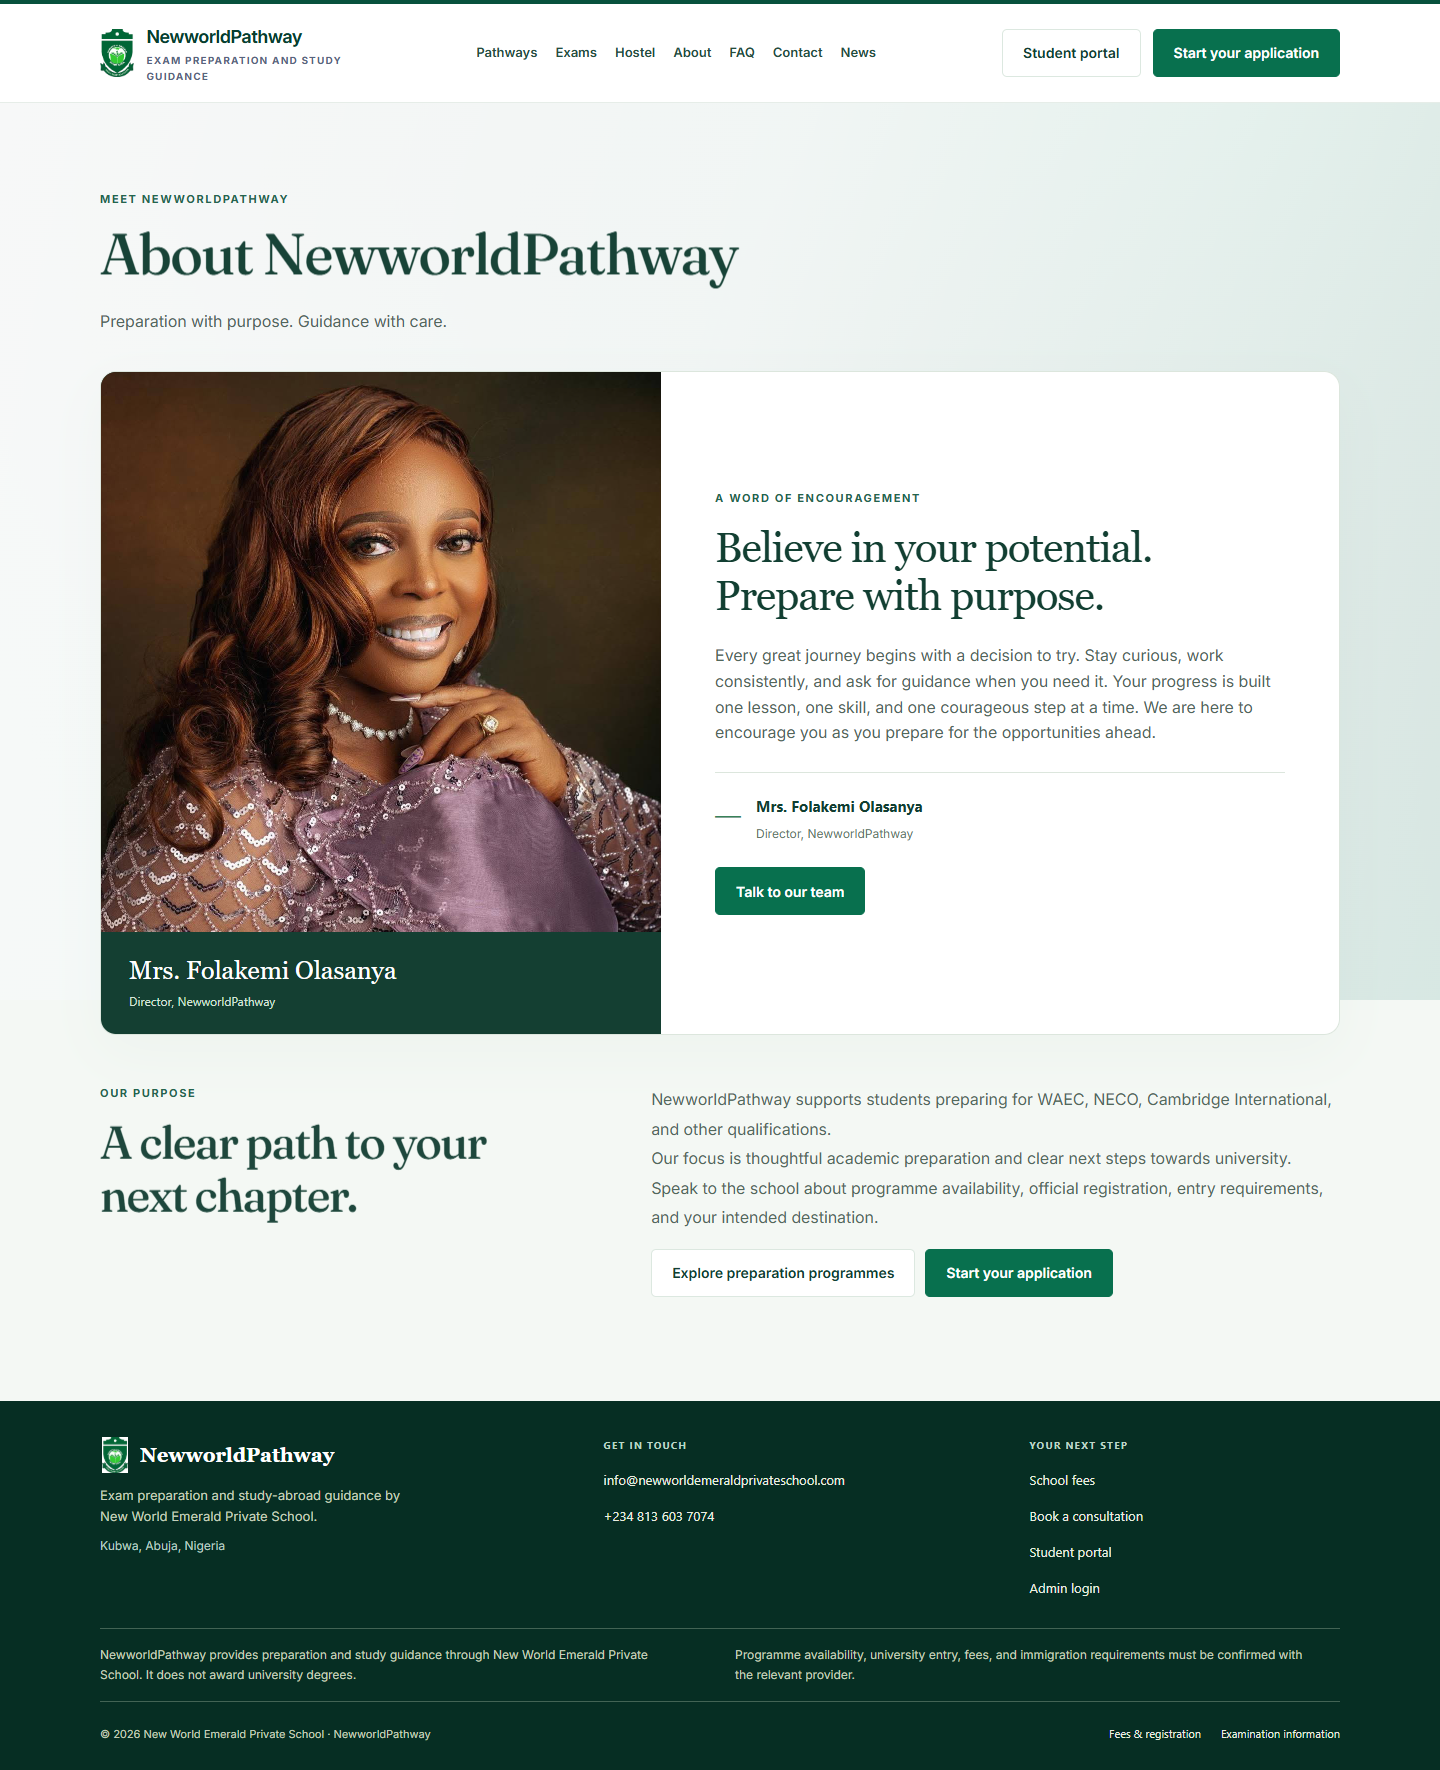 NewworldPathway
EXAM PREPARATION AND STUDY
GUIDANCE
Pathways Exams Hostel About FAQ Contact News
Student portal
Start your application
MEET NEWWORLDPATHWAY
About NewworldPathway
Preparation with purpose. Guidance with care.
Mrs. Folakemi Olasanya
Director, NewworldPathway
A WORD OF ENCOURAGEMENT
Believe in your potential.
Prepare with purpose.
Every great journey begins with a decision to try. Stay curious, work
consistently, and ask for guidance when you need it. Your progress is built
one lesson, one skill, and one courageous step at a time. We are here to
encourage you as you prepare for the opportunities ahead.
Mrs. Folakemi Olasanya
Director, NewworldPathway
Talk to our team
OUR PURPOSE
A clear path to your
next chapter.
NewworldPathway supports students preparing for WAEC, NECO, Cambridge International,
and other qualifications.
Our focus is thoughtful academic preparation and clear next steps towards university.
Speak to the school about programme availability, official registration, entry requirements,
and your intended destination.
Explore preparation programmes
Start your application
NewworldPathway
Exam preparation and study-abroad guidance by
New World Emerald Private School.
Kubwa, Abuja, Nigeria
GET IN TOUCH
info@newworldemeraldprivateschool.com
+234 813 603 7074
YOUR NEXT STEP
School fees
Book a consultation
Student portal
Admin login
NewworldPathway provides preparation and study guidance through New World Emerald Private
School. It does not award university degrees.
Programme availability, university entry, fees, and immigration requirements must be confirmed with
the relevant provider.
© 2026 New World Emerald Private School · NewworldPathway
Fees & registration
Examination information